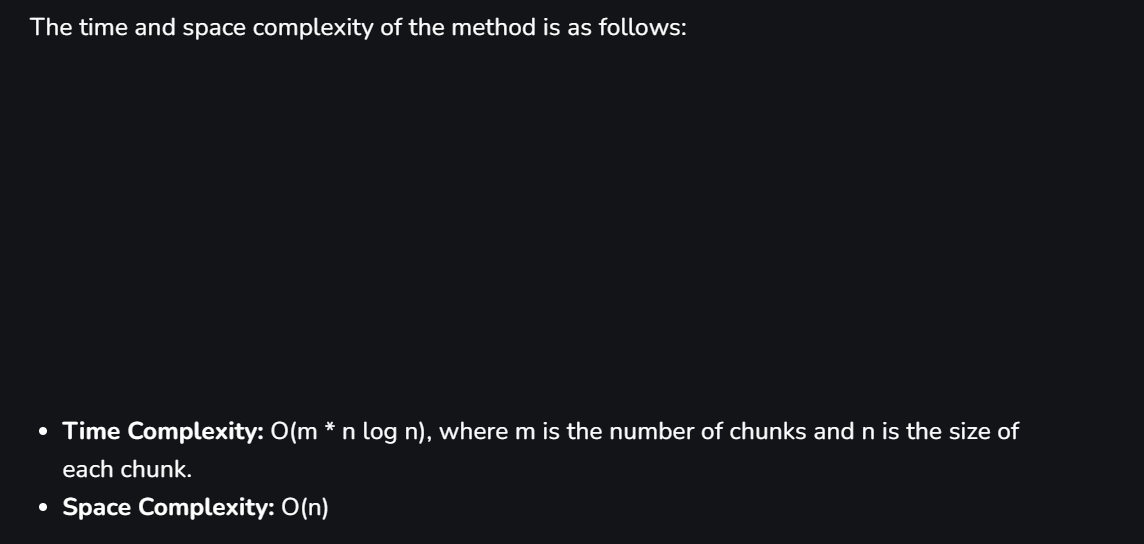 The time and space complexity of the method is as follows:
• Time Complexity: O(m * n log n), where m is the number of chunks and n is the size of
each chunk.
• Space Complexity: O(n)